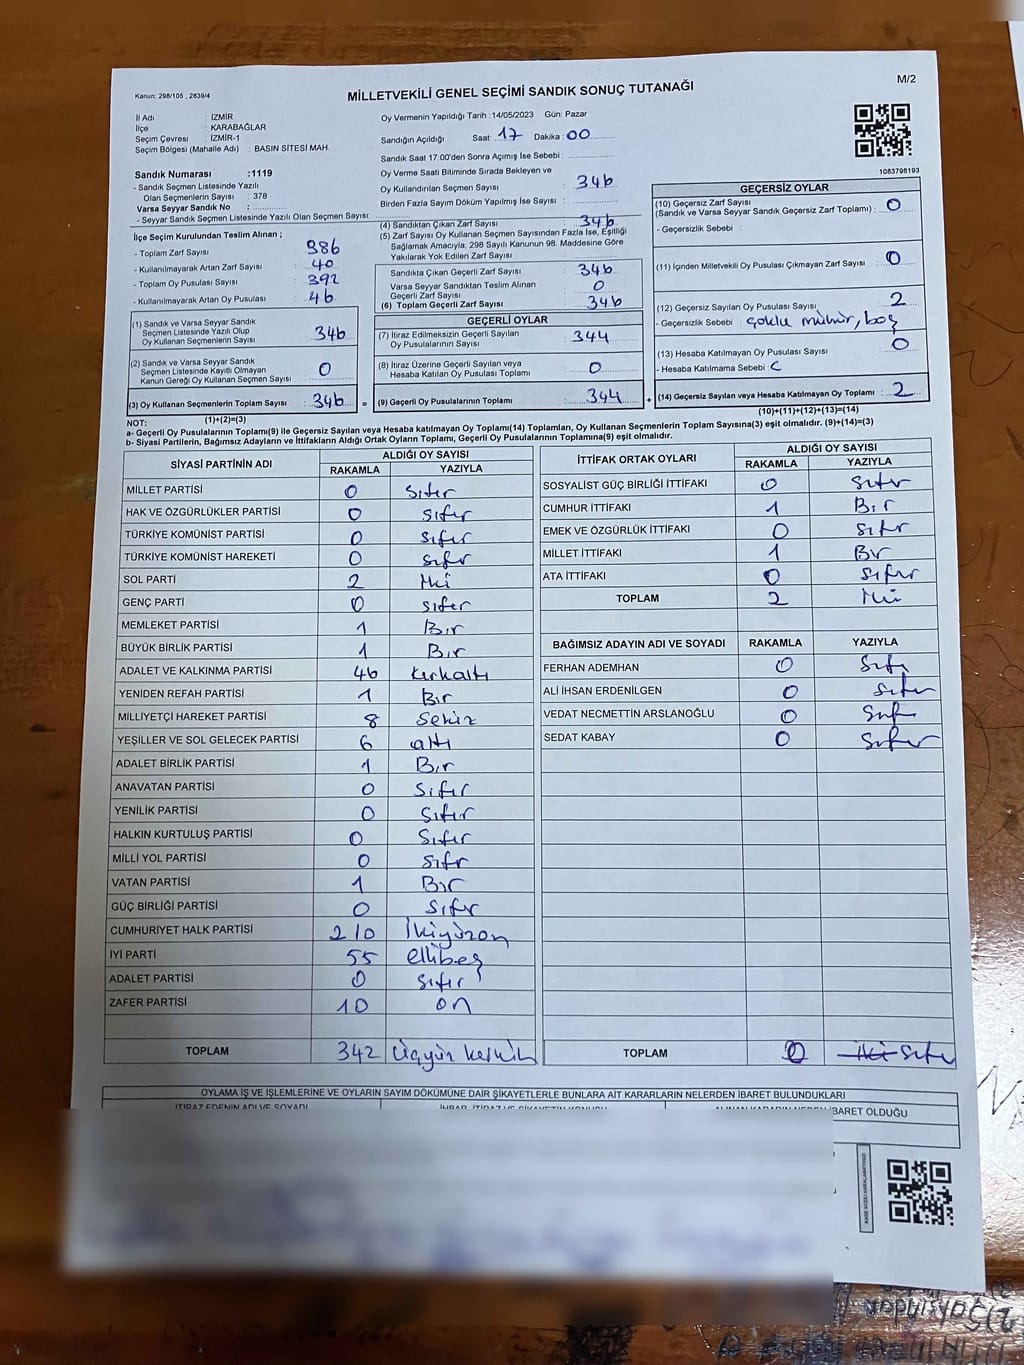 Kanun; 298/105 , 2839/4
MİLLETVEKİLİ GENEL SEÇİMİ SANDIK SONUÇ TUTANAĞI
M/2
İl Adı : İZMİR
İlçe : KARABAĞLAR
Seçim Çevresi : İZMİR-1
Seçim Bölgesi (Mahalle Adı) : BASIN SİTESİ MAH.
Oy Vermenin Yapıldığı Tarih :14/05/2023 Gün: Pazar
Sandığın Açıldığı Saat: 17 Dakika : 00
Sandık Saat 17.00'den Sonra Açımış İse Sebebi :
Sandık Numarası :1119
- Sandık Seçmen Listesinde Yazılı
Olan Seçmenlerin Sayısı : 378
Varsa Seyyar Sandık No :
- Seyyar Sandık Seçmen Listesinde Yazılı Olan Seçmen Sayısı:
Oy Verme Saati Bitiminde Sırada Bekleyen ve
Oy Kullandırılan Seçmen Sayısı : 346
Birden Fazla Sayım Döküm Yapılmış İse Sayısı :
1083798193
İlçe Seçim Kurulundan Teslim Alınan ;
- Toplam Zarf Sayısı 386
- Kullanılmayarak Artan Zarf Sayısı 40
- Toplam Oy Pusulası Sayısı 392
- Kullanılmayarak Artan Oy Pusulası 46
(4) Sandıktan Çıkan Zarf Sayısı : 346
(5) Zarf Sayısı Oy Kullanan Seçmen Sayısından Fazla İse, Eşitliği
Sağlamak Amacıyla, 298 Sayılı Kanunun 98. Maddesine Göre
Yakılarak Yok Edilen Zarf Sayısı :
Sandıkta Çıkan Geçerli Zarf Sayısı : 346
Varsa Seyyar Sandıktan Teslim Alınan
Geçerli Zarf Sayısı : 0
(6) Toplam Geçerli Zarf Sayısı : 346
GEÇERSİZ OYLAR
(10) Geçersiz Zarf Sayısı
(Sandık ve Varsa Seyyar Sandık Geçersiz Zarf Toplamı) : 0
- Geçersizlik Sebebi :
(11) İçinden Milletvekili Oy Pusulası Çıkmayan Zarf Sayısı : 0
(12) Geçersiz Sayılan Oy Pusulası Sayısı : 2
- Geçersizlik Sebebi : çoklu mühür, boş
(13) Hesaba Katılmayan Oy Pusulası Sayısı : 0
- Hesaba Katılmama Sebebi :
(14) Geçersiz Sayılan veya Hesaba Katılmayan Oy Toplamı : 2
(1) Sandık ve Varsa Seyyar Sandık
Seçmen Listesinde Yazılı Olup
Oy Kullanan Seçmenlerin Sayısı : 346
(2) Sandık ve Varsa Seyyar Sandık
Seçmen Listesinde Kayıtlı Olmayan
Kanun Gereği Oy Kullanan Seçmen Sayısı : 0
(3) Oy Kullanan Seçmenlerin Toplam Sayısı : 346 =
GEÇERLİ OYLAR
(7) İtiraz Edilmeksizin Geçerli Sayılan
Oy Pusulalarının Sayısı : 344
(8) İtiraz Üzerine Geçerli Sayılan veya
Hesaba Katılan Oy Pusulası Toplamı : 0
(9) Geçerli Oy Pusulalarının Toplamı : 344 +
NOT: (1)+(2)=(3)
(10)+(11)+(12)+(13)=(14)
a- Geçerli Oy Pusulalarının Toplamı(9) ile Geçersiz Sayılan veya Hesaba Katılmayan Oy Toplamı(14) Toplamları, Oy Kullanan Seçmenlerin Toplam Sayısına(3) eşit olmalıdır. (9)+(14)=(3)
b- Siyasi Partilerin, Bağımsız Adayların ve İttifakların Aldığı Ortak Oyların Toplamı, Geçerli Oy Pusulalarının Toplamına(9) eşit olmalıdır.
SİYASİ PARTİNİN ADI ALDIĞI OY SAYISI
RAKAMLA YAZIYLA
MİLLET PARTİSİ 0 Sıfır
HAK VE ÖZGÜRLÜKLER PARTİSİ 0 Sıfır
TÜRKİYE KOMÜNİST PARTİSİ 0 Sıfır
TÜRKİYE KOMÜNİST HAREKETİ 0 Sıfır
SOL PARTİ 2 İki
GENÇ PARTİ 0 Sıfır
MEMLEKET PARTİSİ 1 Bir
BÜYÜK BİRLİK PARTİSİ 1 Bir
ADALET VE KALKINMA PARTİSİ 46 kırkaltı
YENİDEN REFAH PARTİSİ 1 Bir
MİLLİYETÇİ HAREKET PARTİSİ 8 Sekiz
YEŞİLLER VE SOL GELECEK PARTİSİ 6 altı
ADALET BİRLİK PARTİSİ 1 Bir
ANAVATAN PARTİSİ 0 Sıfır
YENİLİK PARTİSİ 0 Sıfır
HALKIN KURTULUŞ PARTİSİ 0 Sıfır
MİLLİ YOL PARTİSİ 0 Sıfır
VATAN PARTİSİ 1 Bir
GÜÇ BİRLİĞİ PARTİSİ 0 Sıfır
CUMHURİYET HALK PARTİSİ 210 İkiyüzon
İYİ PARTİ 55 ellibeş
ADALET PARTİSİ 0 Sıfır
ZAFER PARTİSİ 10 on
TOPLAM 342 Üçyüz kırkiki
İTTİFAK ORTAK OYLARI ALDIĞI OY SAYISI
RAKAMLA YAZIYLA
SOSYALİST GÜÇ BİRLİĞİ İTTİFAKI 0 Sıfır
CUMHUR İTTİFAKI 1 Bir
EMEK VE ÖZGÜRLÜK İTTİFAKI 0 Sıfır
MİLLET İTTİFAKI 1 Bir
ATA İTTİFAKI 0 Sıfır
TOPLAM 2 İki
BAĞIMSIZ ADAYIN ADI VE SOYADI RAKAMLA YAZIYLA
FERHAN ADEMHAN 0 Sıfır
ALİ İHSAN ERDENİLGEN 0 Sıfır
VEDAT NECMETTİN ARSLANOĞLU 0 Sıfır
SEDAT KABAY 0 Sıfır
TOPLAM 0 İki Sıfır
OYLAMA İŞ VE İŞLEMLERİNE VE OYLARIN SAYIM DÖKÜMÜNE DAİR ŞİKAYETLERLE BUNLARA AİT KARARLARIN NELERDEN İBARET BULUNDUKLARI
İTİRAZ EDENİN ADI VE SOYADI İHBAR, İTİRAZ VE ŞİKAYETİN KONUSU ALINAN KARARIN NEDEN İBARET OLDUĞU